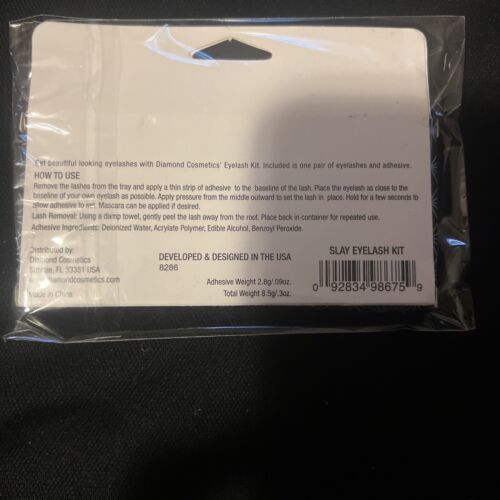 Get beautiful looking eyelashes with Diamond Cosmetics' Eyelash Kit. Included is one pair of eyelashes and adhesive.
HOW TO USE
Remove the lashes from the tray and apply a thin strip of adhesive to the baseline of the lash. Place the eyelash as close to the
baseline of your own eyelash as possible. Apply pressure from the middle outward to set the lash in place. Hold for a few seconds to
allow adhesive to set. Mascara can be applied if desired.
Lash Removal: Using a damp towel, gently peel the lash away from the root. Place back in container for repeated use.
Adhesive Ingredients: Deionized Water, Acrylate Polymer, Edible Alcohol, Benzoyl Peroxide.
Distributed by:
Diamond Cosmetics
Sunrise, FL 33351 USA
diamondcosmetics.com
Made in China
DEVELOPED & DESIGNED IN THE USA
8286
Adhesive Weight 2.8g/.09oz.
Total Weight 8.5g/.3oz.
SLAY EYELASH KIT
0 92834 98675 9